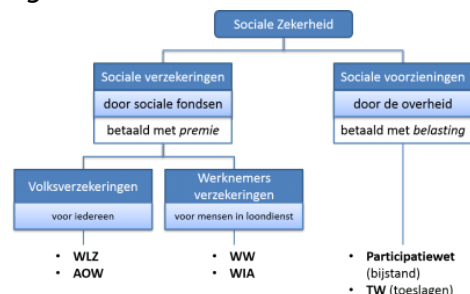 Sociale Zekerheid
Sociale verzekeringen
door sociale fondsen
betaald met premie
Sociale voorzieningen
door de overheid
betaald met belasting
Volksverzekeringen
voor iedereen
Werknemers
verzekeringen
voor mensen in loondienst
• WLZ
• AOW
• WW
• WIA
• Participatiewet
(bijstand)
• TW (toeslagen)